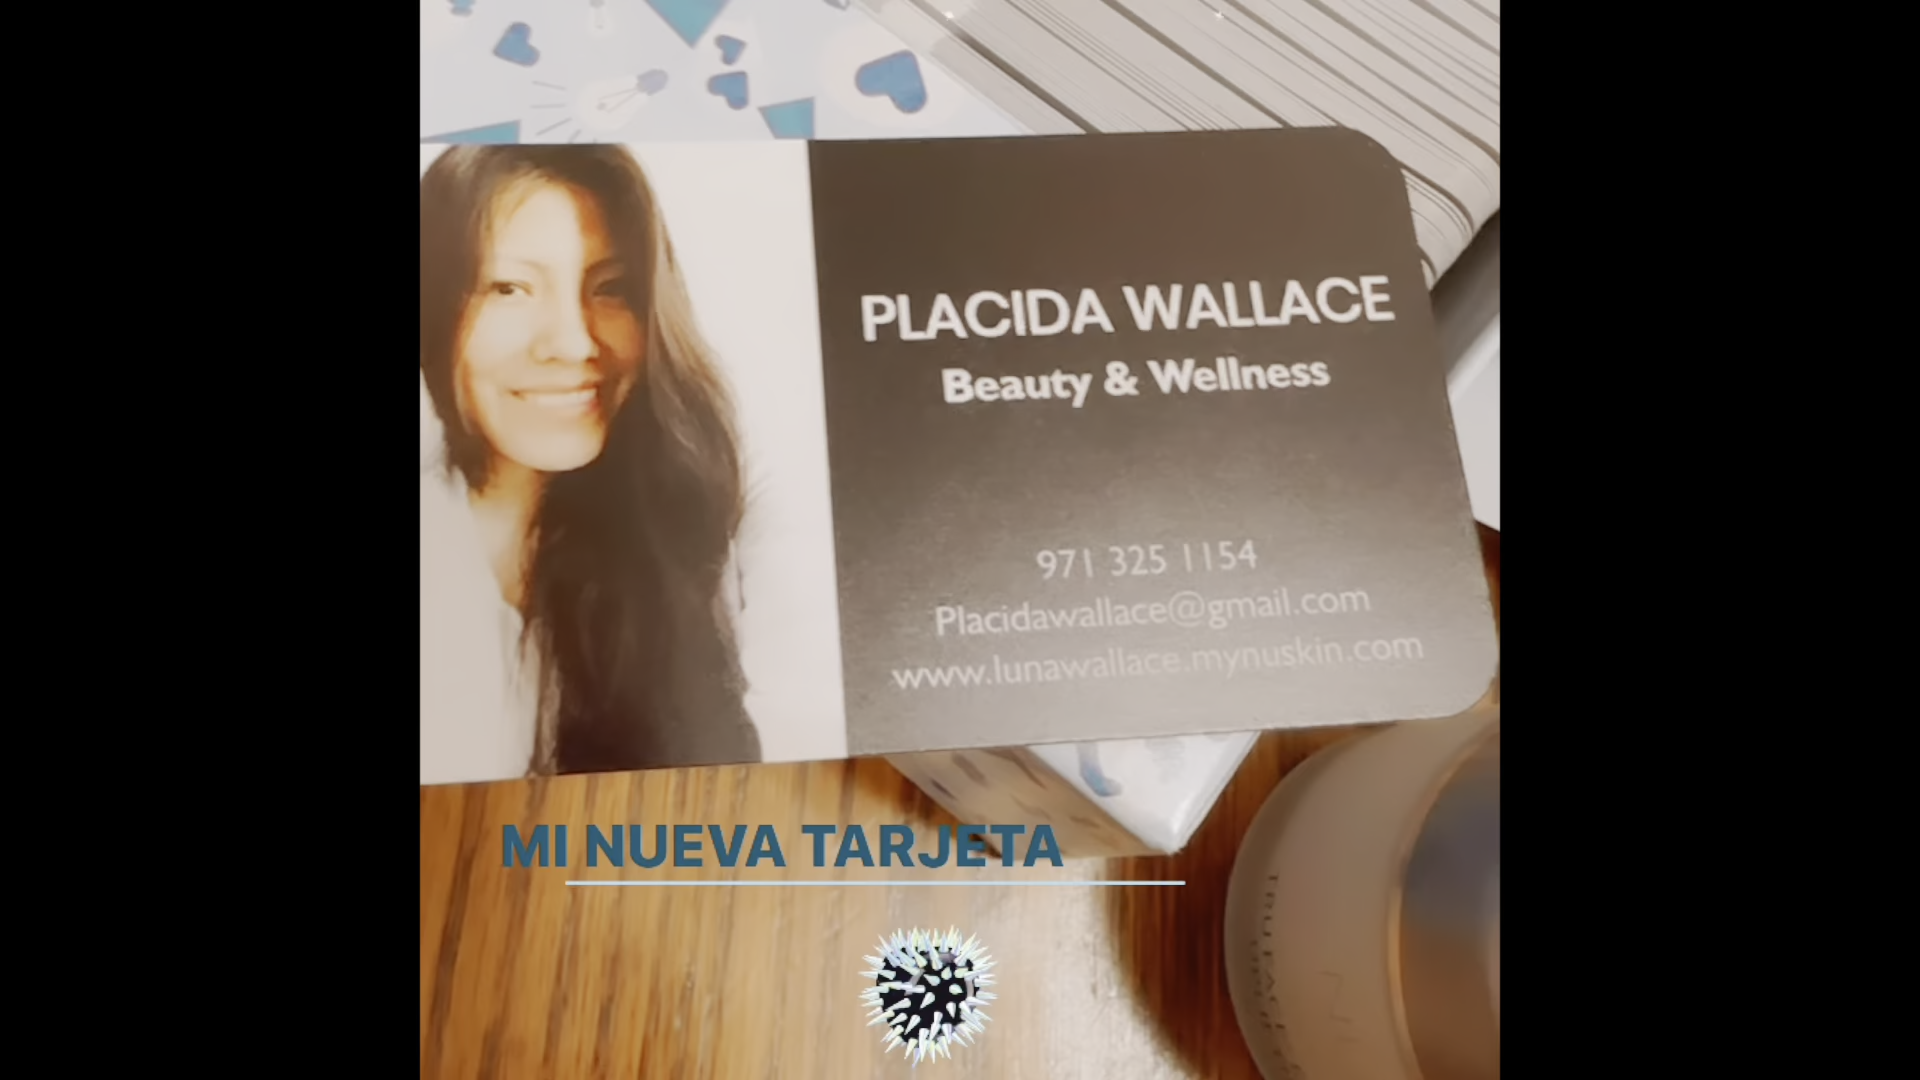 PLACIDA WALLACE
Beauty & Wellness
971 325 1154
Placidawallace@gmail.com
www.lunawallace.mynuskin.com
MI NUEVA TARJETA